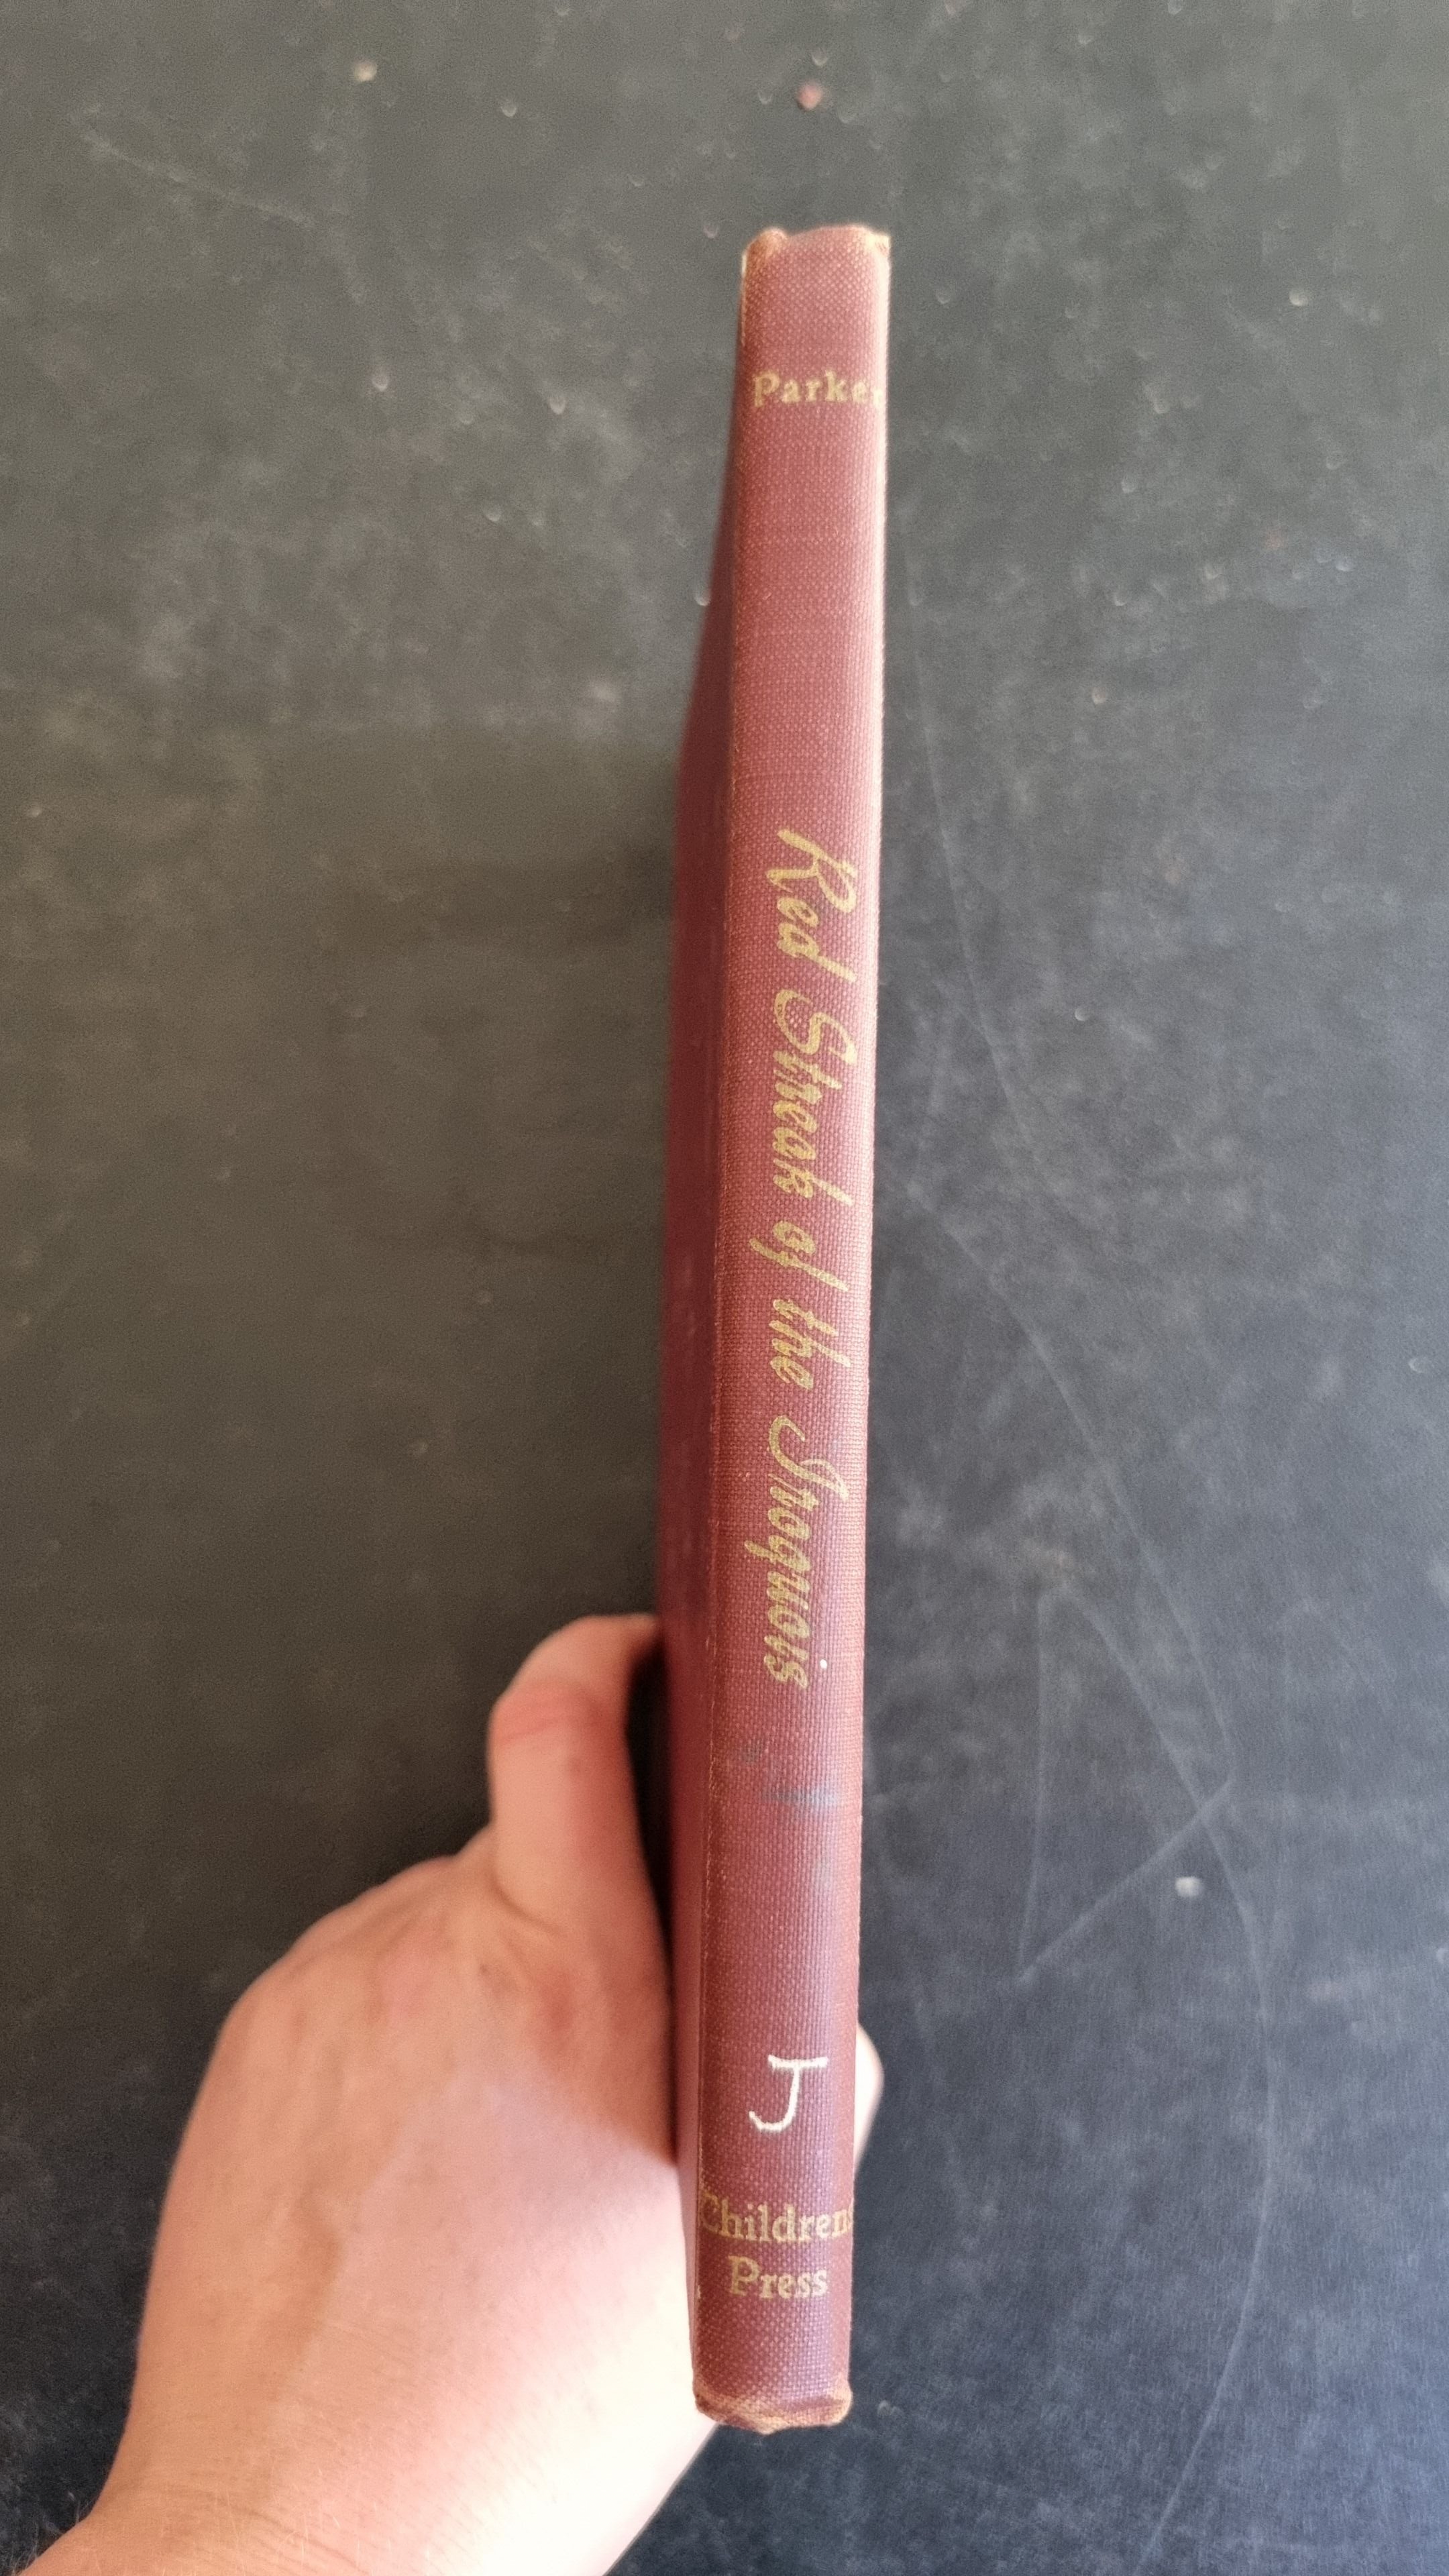 Parker
Red Streak of the Iroquois
J
Childrens
Press